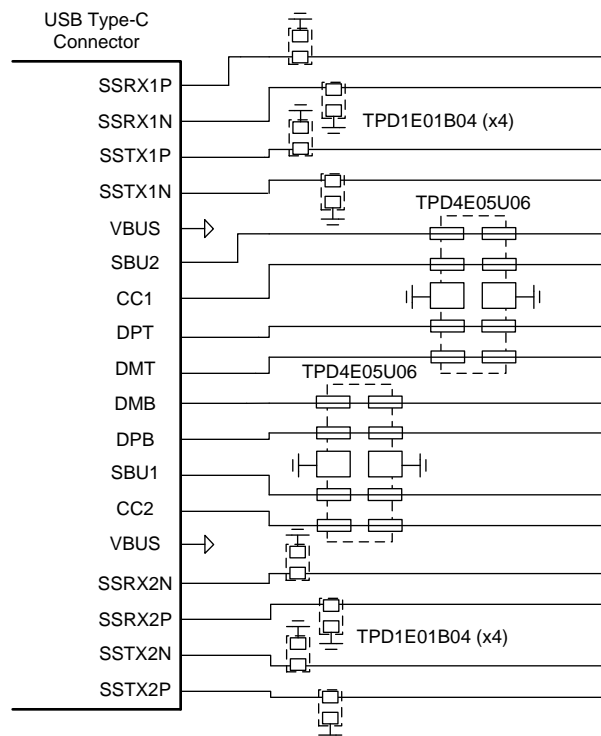 USB Type-C
Connector
SSRX1P
SSRX1N
TPD1E01B04 (x4)
SSTX1P
SSTX1N
TPD4E05U06
VBUS
SBU2
CC1
DPT
DMT
TPD4E05U06
DMB
DPB
SBU1
CC2
VBUS
SSRX2N
SSRX2P
TPD1E01B04 (x4)
SSTX2N
SSTX2P